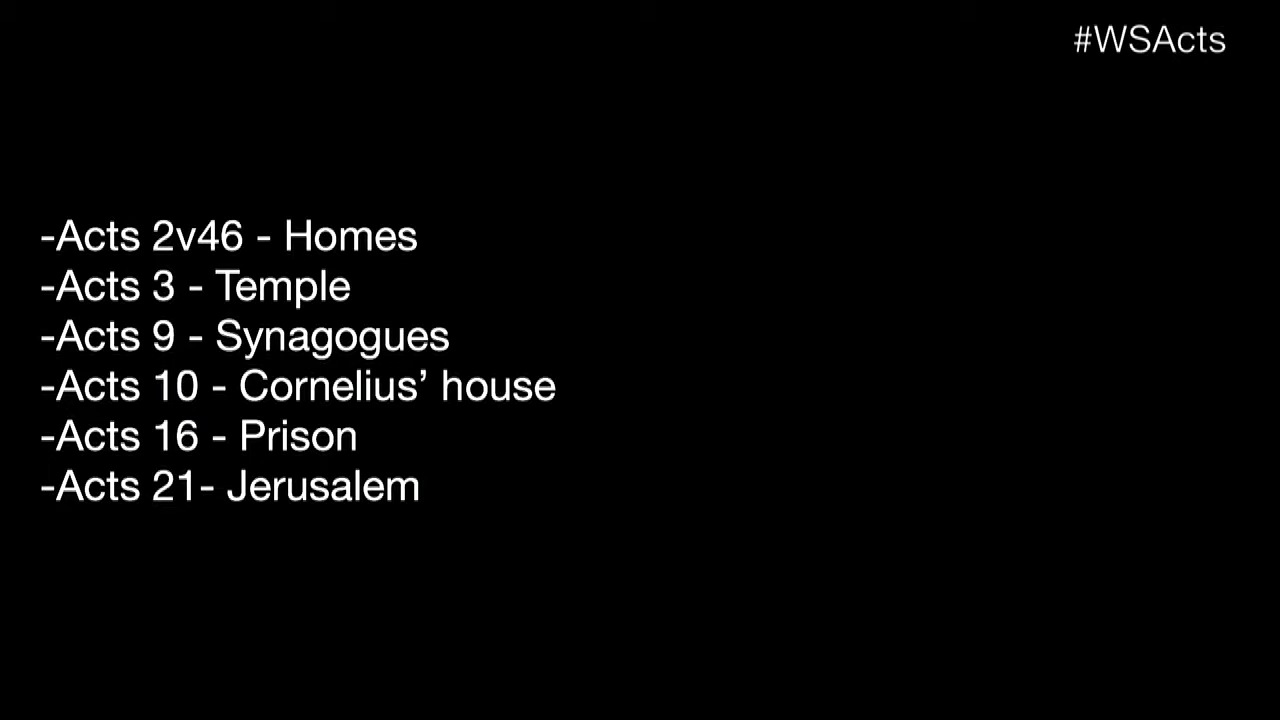 #WSActs
-Acts 2v46 - Homes
-Acts 3 - Temple
-Acts 9 - Synagogues
-Acts 10 - Cornelius’ house
-Acts 16 - Prison
-Acts 21- Jerusalem